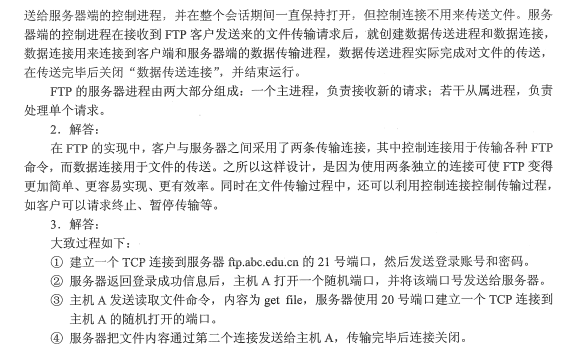 送给服务器端的控制进程，并在整个会话期间一直保持打开，但控制连接不用来传送文件。服务
器端的控制进程在接收到 FTP 客户发送来的文件传输请求后，就创建数据传送进程和数据连接，
数据连接用来连接到客户端和服务器端的数据传输进程，数据传送进程实际完成对文件的传送，
在传送完毕后关闭“数据传送连接”，并结束运行。
FTP 的服务器进程由两大部分组成：一个主进程，负责接收新的请求；若干从属进程，负责
处理单个请求。
2．解答：
在 FTP 的实现中，客户与服务器之间采用了两条传输连接，其中控制连接用于传输各种 FTP
命令，而数据连接用于文件的传送。之所以这样设计，是因为使用两条独立的连接可使 FTP 变得
更加简单、更容易实现、更有效率。同时在文件传输过程中，还可以利用控制连接控制传输过程，
如客户可以请求终止、暂停传输等。
3．解答：
大致过程如下：
① 建立一个 TCP 连接到服务器 ftp.abc.edu.cn 的 21 号端口，然后发送登录账号和密码。
② 服务器返回登录成功信息后，主机 A 打开一个随机端口，并将该端口号发送给服务器。
③ 主机 A 发送读取文件命令，内容为 get file，服务器使用 20 号端口建立一个 TCP 连接到
主机 A 的随机打开的端口。
④ 服务器把文件内容通过第二个连接发送给主机 A，传输完毕后连接关闭。